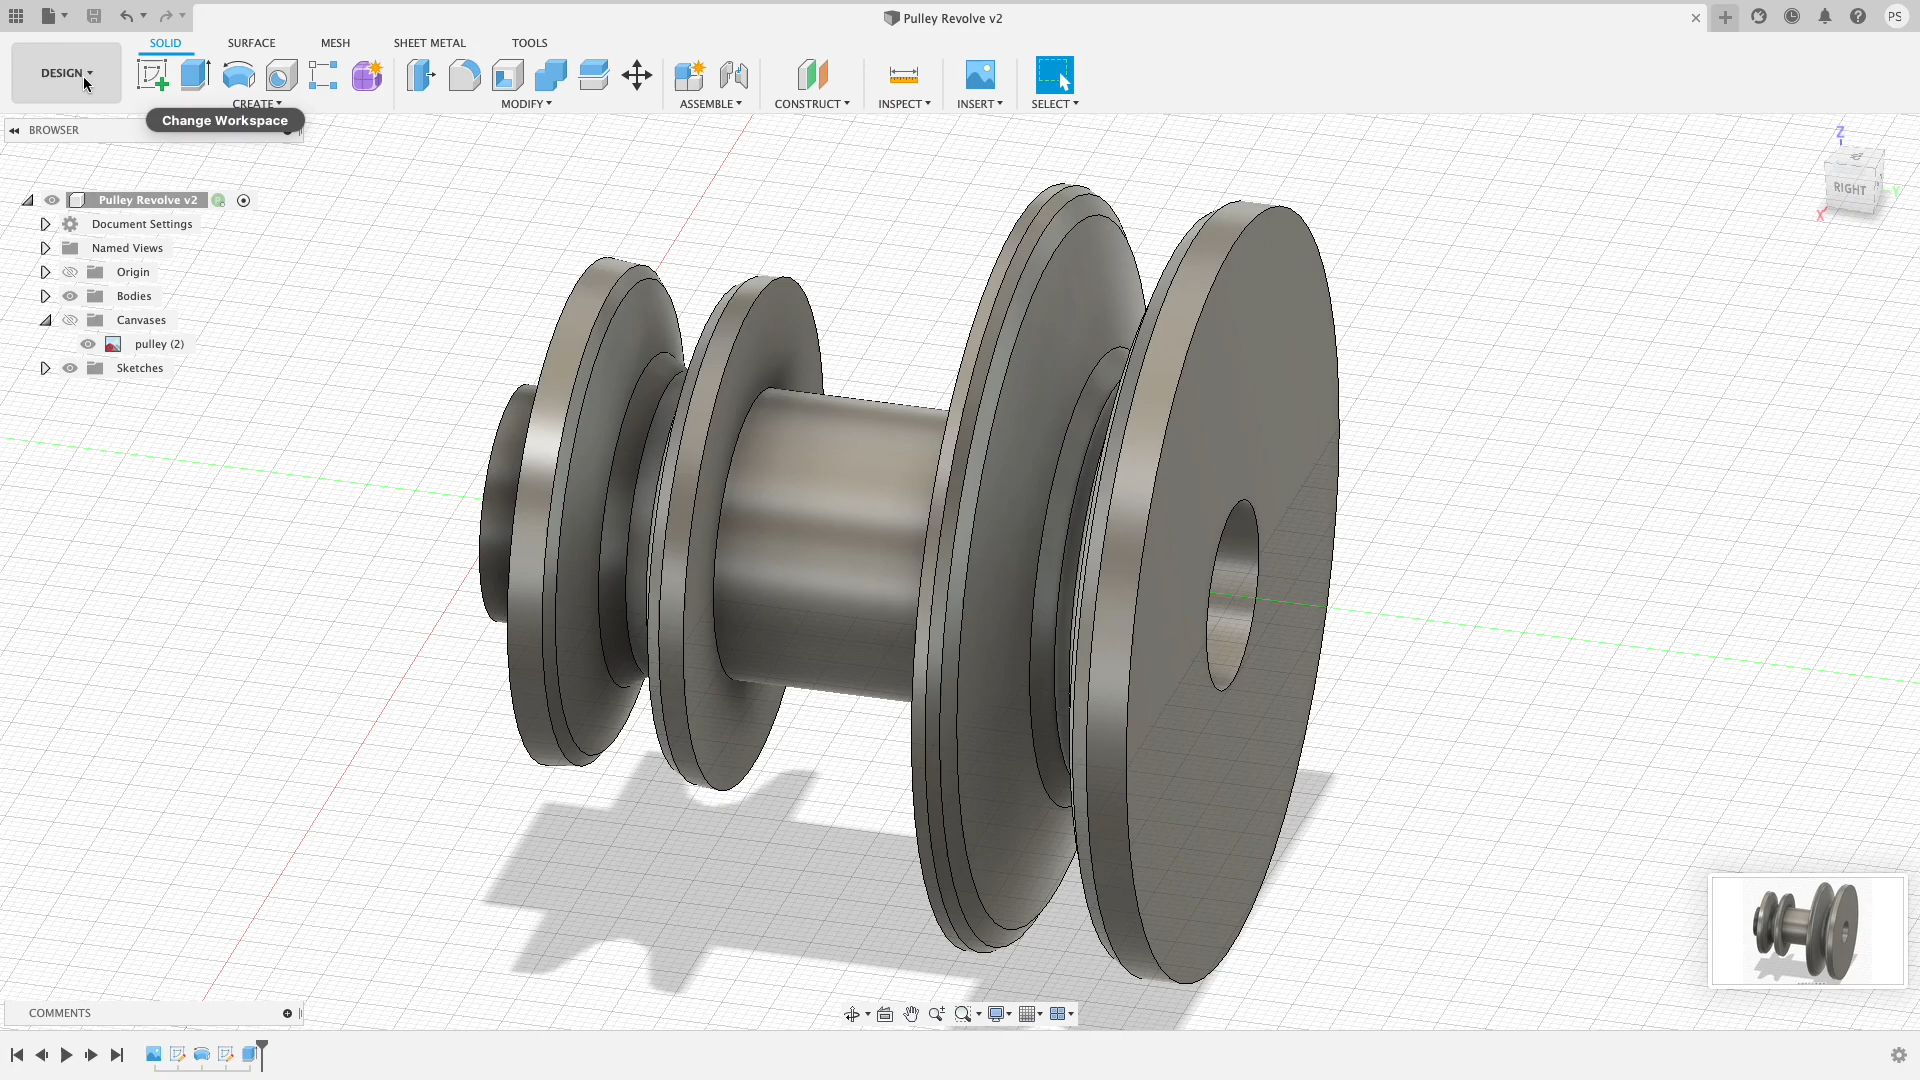 Pulley Revolve v2
PS
SOLID
SURFACE
MESH
SHEET METAL
TOOLS
DESIGN
CREATE
MODIFY
ASSEMBLE
CONSTRUCT
INSPECT
INSERT
SELECT
Change Workspace
BROWSER
Pulley Revolve v2
Document Settings
Named Views
Origin
Bodies
Canvases
pulley (2)
Sketches
Z
RIGHT
Y
X
COMMENTS